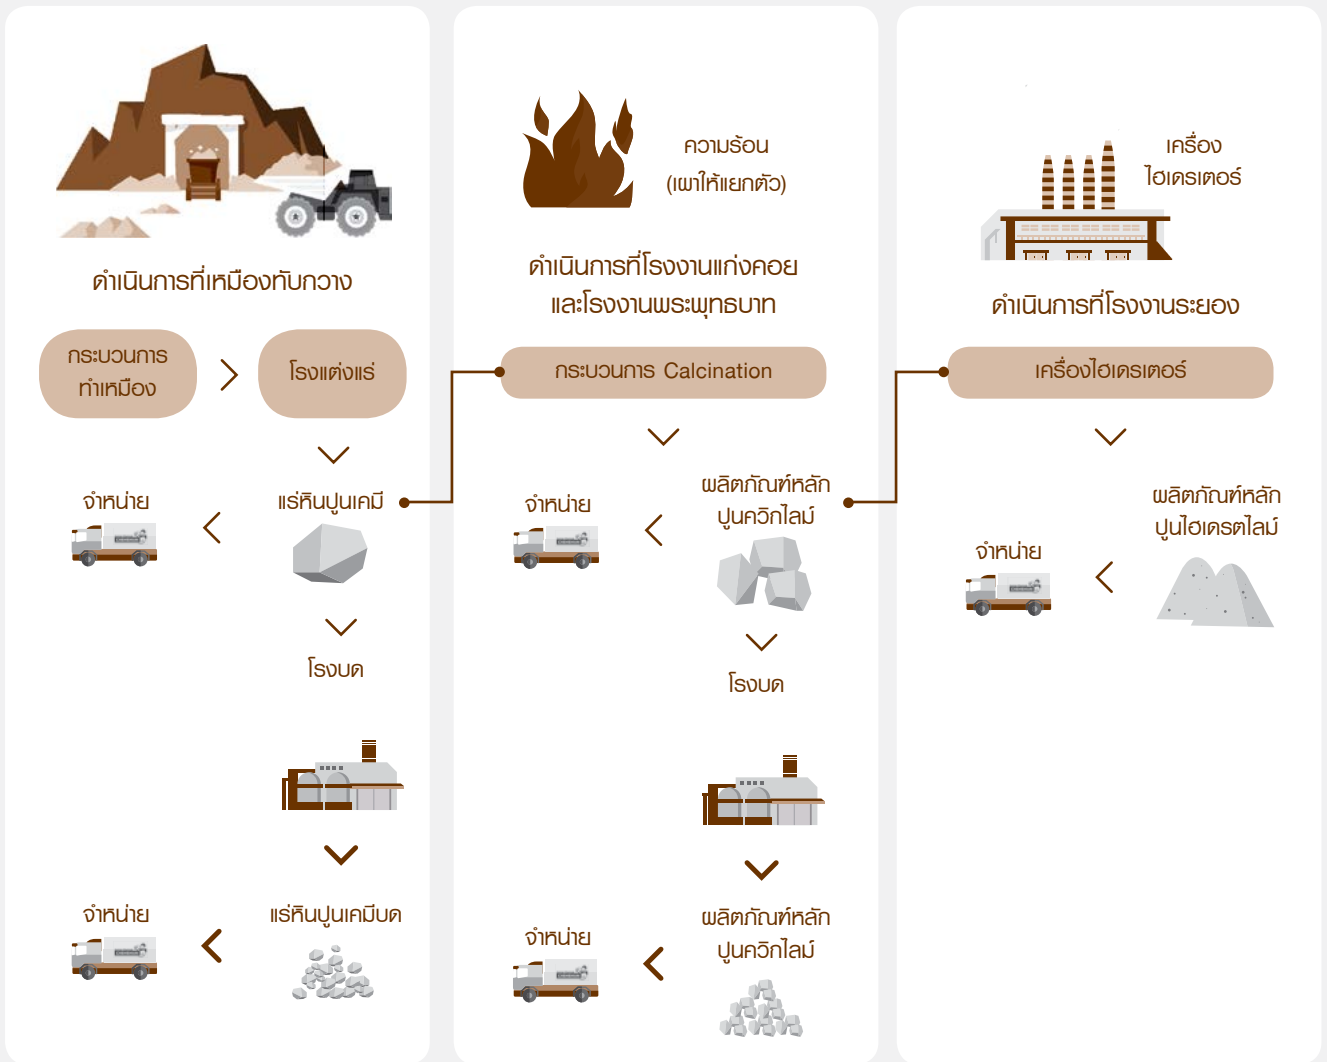 ดำเนินการที่เหมืองทับกวาง
กระบวนการ
ทำเหมือง
โรงแต่งแร่
จำหน่าย
แร่หินปูนเคมี
โรงบด
จำหน่าย
แร่หินปูนเคมีบด
ความร้อน
(เผาให้แยกตัว)
ดำเนินการที่โรงงานแก่งคอย
และโรงงานพระพุทธบาท
กระบวนการ Calcination
จำหน่าย
ผลิตภัณฑ์หลัก
ปูนควิกไลม์
โรงบด
จำหน่าย
ผลิตภัณฑ์หลัก
ปูนควิกไลม์
เครื่อง
ไฮเดรเตอร์
ดำเนินการที่โรงงานระยอง
เครื่องไฮเดรเตอร์
จำหน่าย
ผลิตภัณฑ์หลัก
ปูนไฮเดรตไลม์